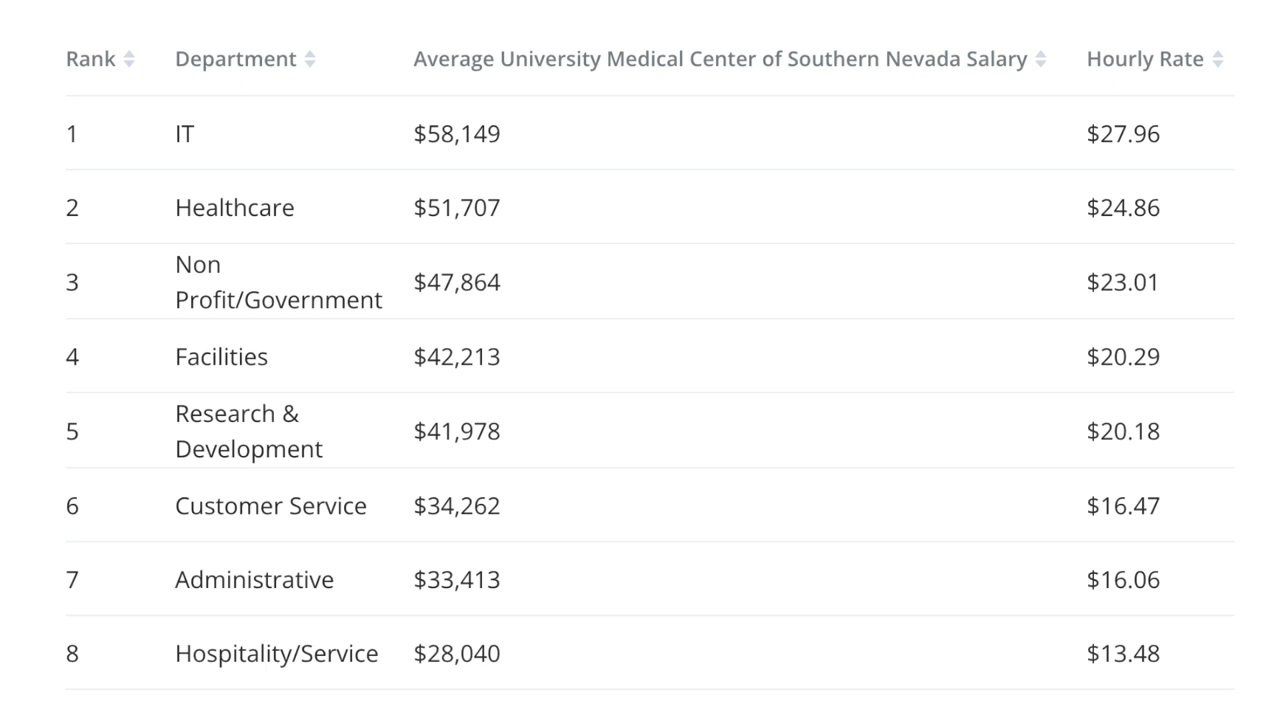 Rank Department Average University Medical Center of Southern Nevada Salary Hourly Rate
1 IT $58,149 $27.96
2 Healthcare $51,707 $24.86
3 Non Profit/Government $47,864 $23.01
4 Facilities $42,213 $20.29
5 Research & Development $41,978 $20.18
6 Customer Service $34,262 $16.47
7 Administrative $33,413 $16.06
8 Hospitality/Service $28,040 $13.48